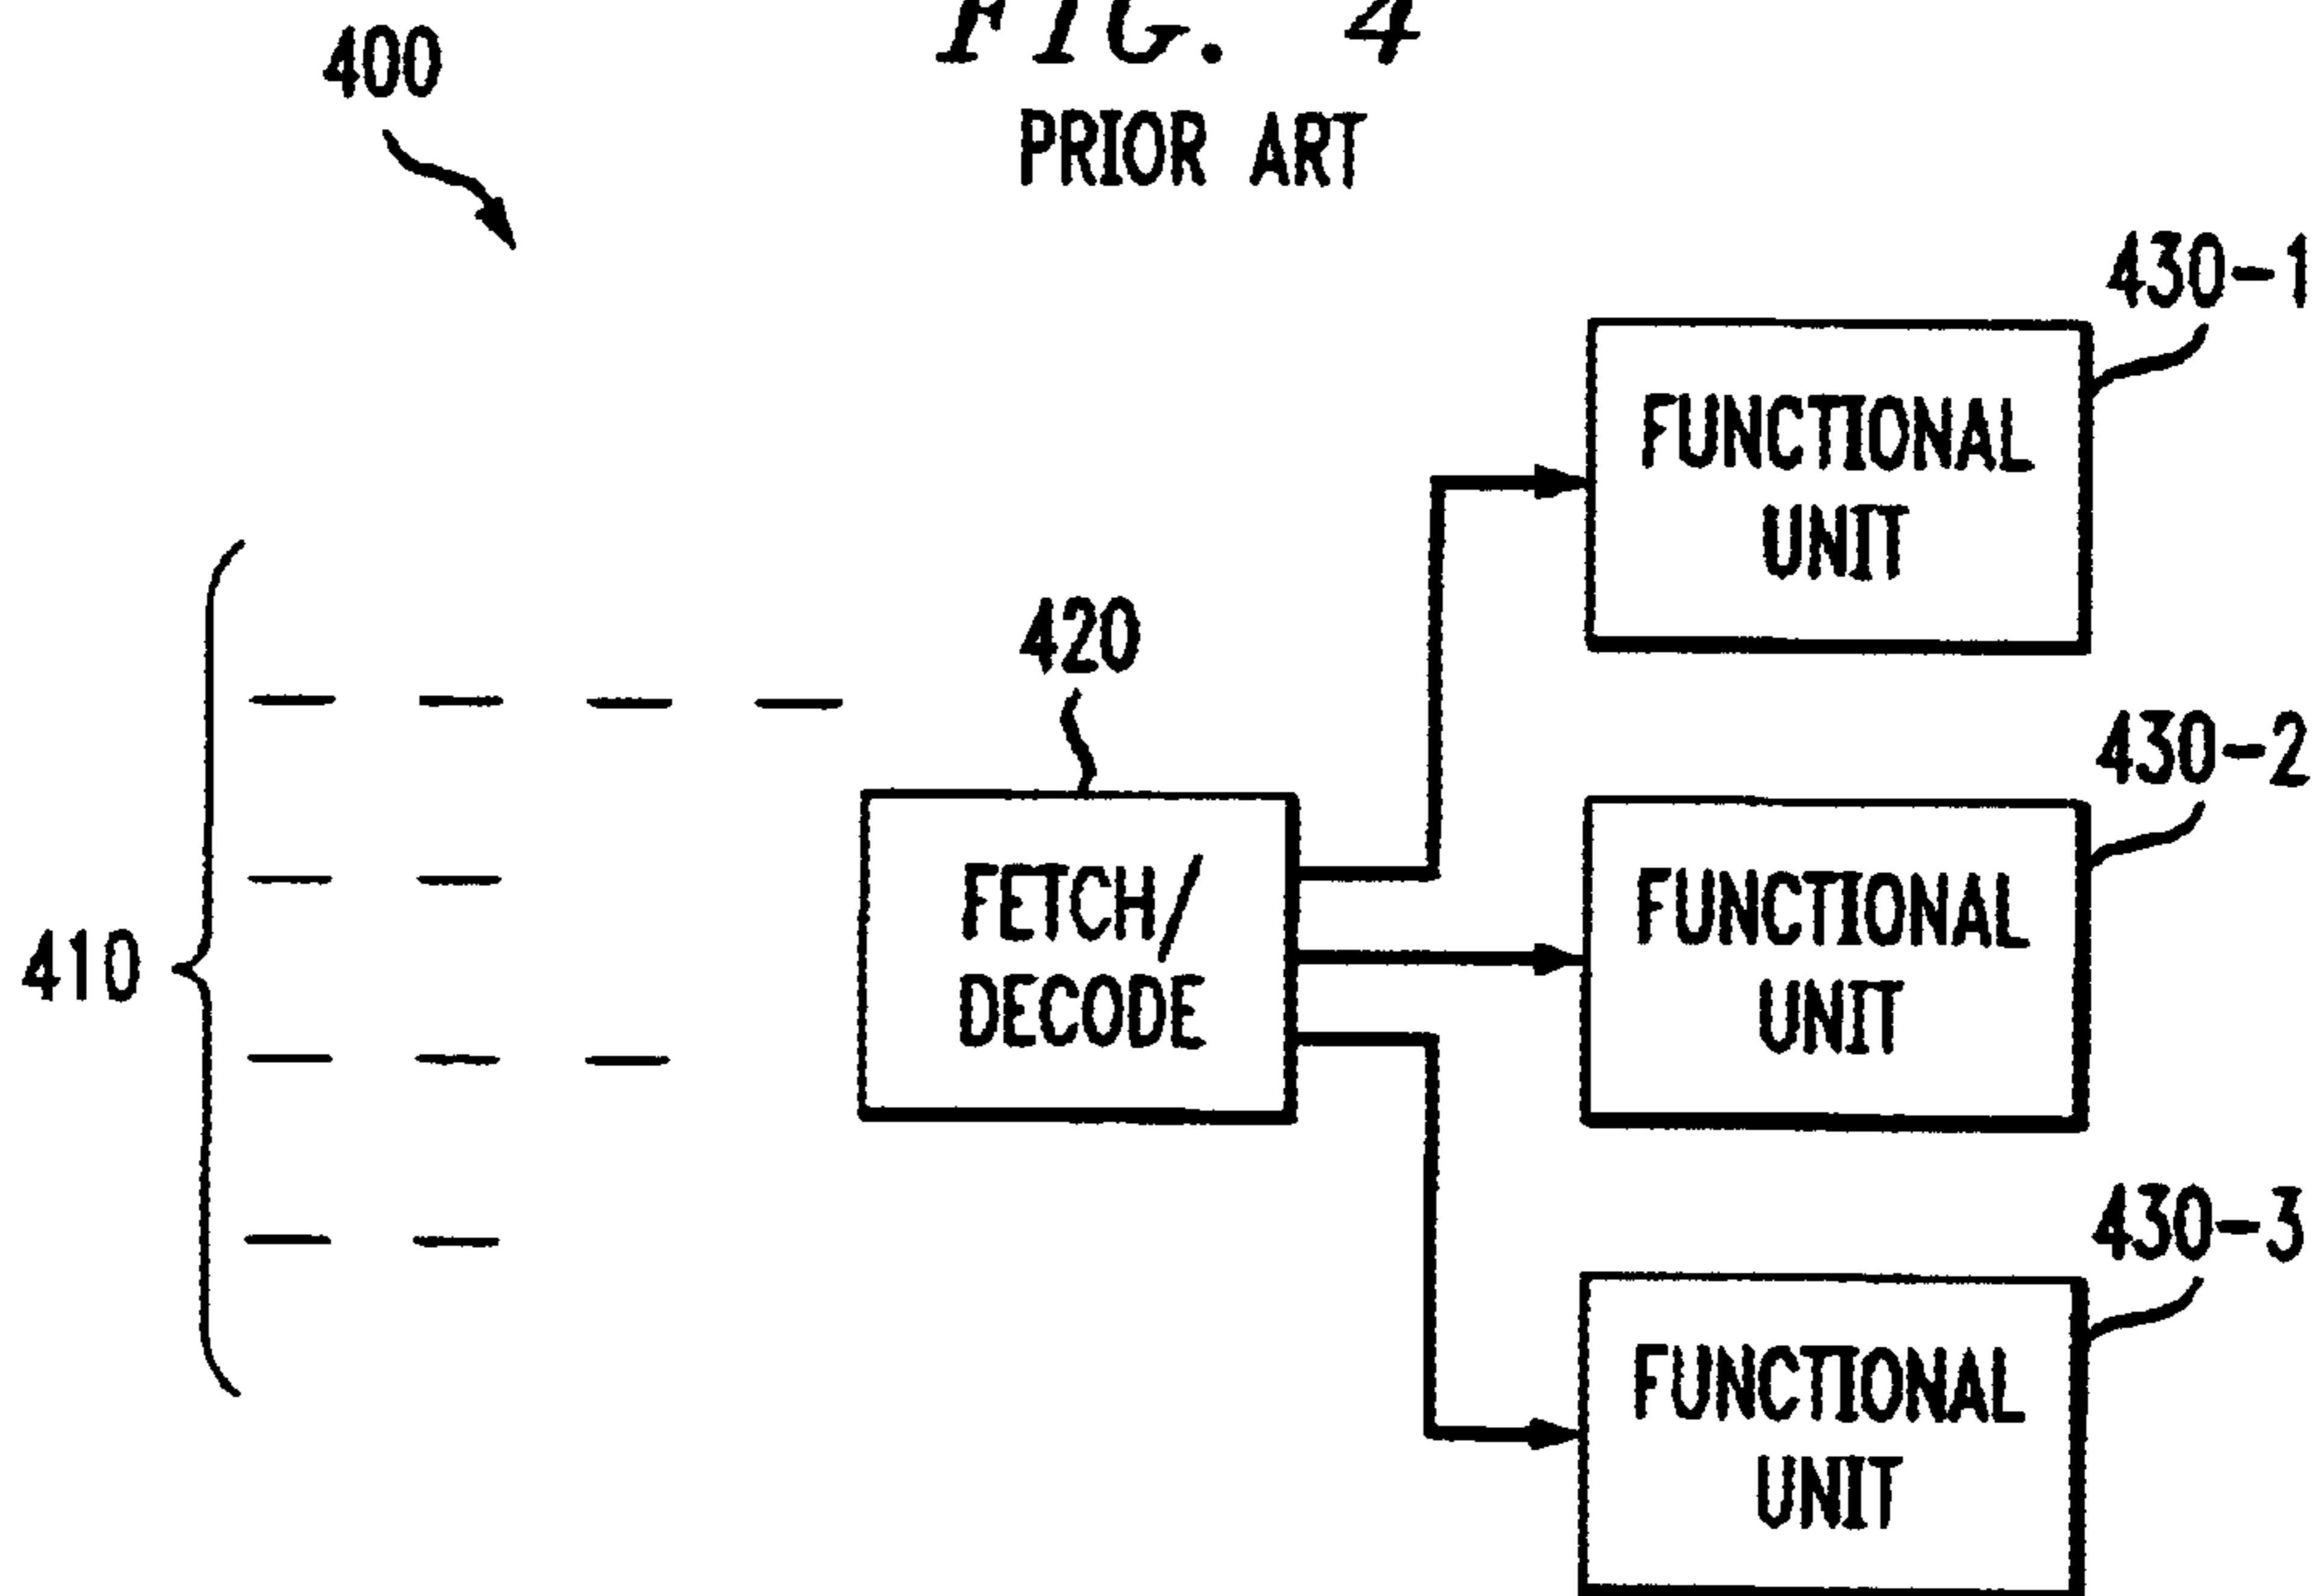 FIG. 4
PRIOR ART
400
430-1
FUNCTIONAL
UNIT
410
420
FETCH/
DECODE
430-2
FUNCTIONAL
UNIT
430-3
FUNCTIONAL
UNIT